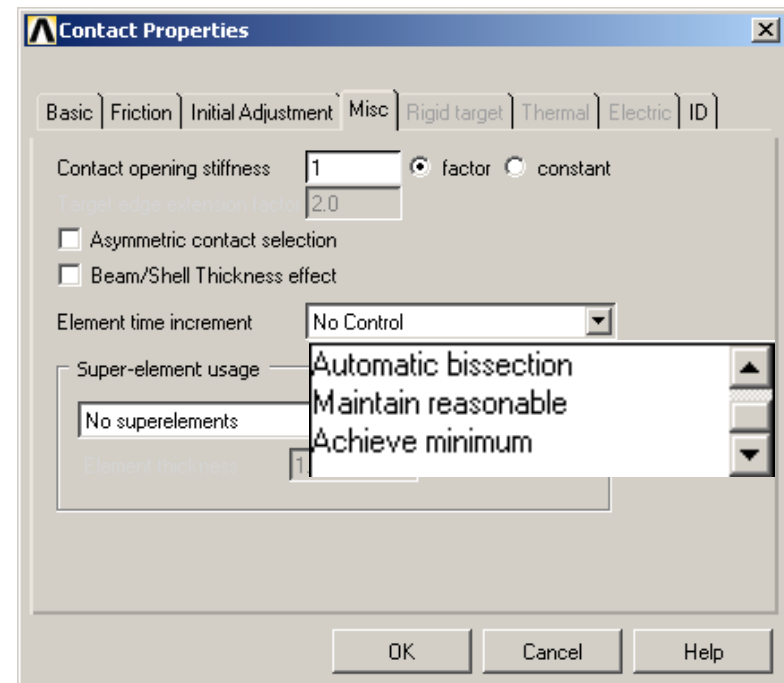 Contact Properties
Basic Friction Initial Adjustment Misc Rigid target Thermal Electric ID
Contact opening stiffness 1 factor constant
Target edge extension factor 2.0
Asymmetric contact selection
Beam/Shell Thickness effect
Element time increment No Control
Automatic bissection
Super-element usage
Maintain reasonable
No superelements
Achieve minimum
Element thickness 1.
OK Cancel Help